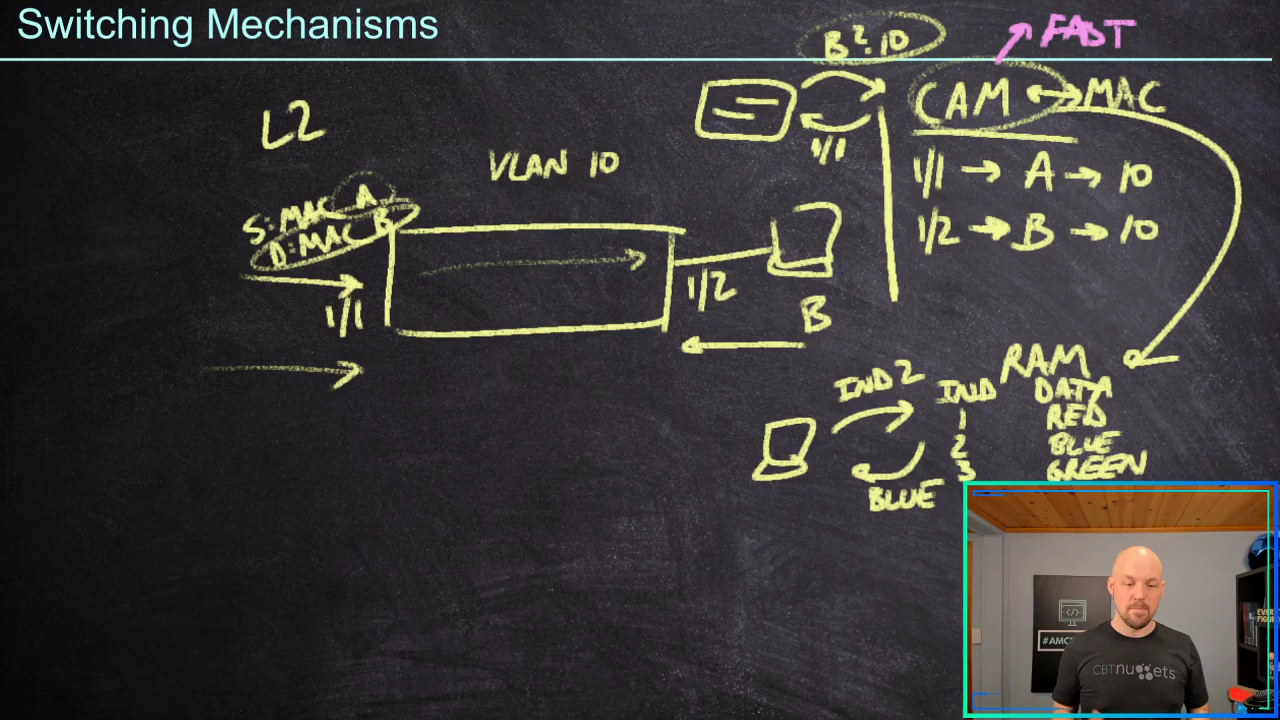 Switching Mechanisms
L2
VLAN 10
S:MAC A
D:MAC B
1/1
1/2
B
B?:10
1/1
FAST
CAM ↔ MAC
1/1 → A → 10
1/2 → B → 10
RAM
IND DATA
1 RED
2 BLUE
3 GREEN
IND 2
BLUE
CBTnuggets